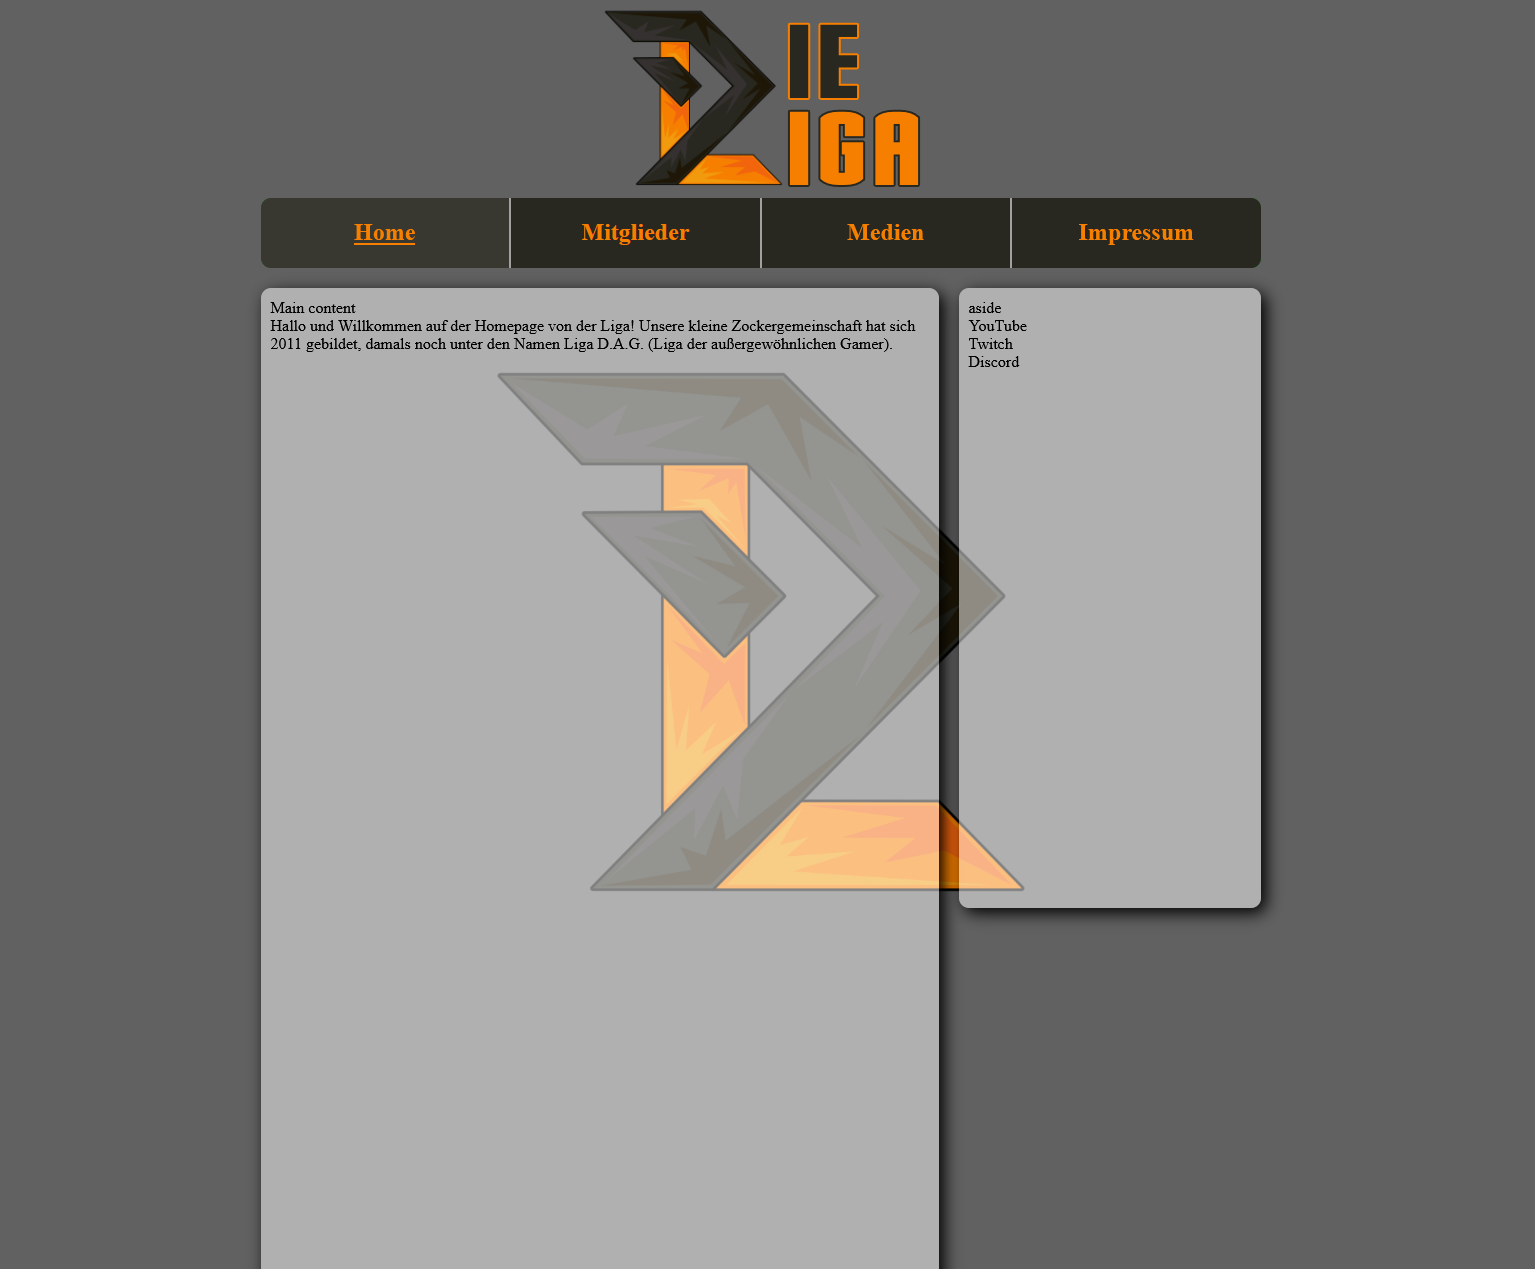 DIE
LIGA
Home
Mitglieder
Medien
Impressum
Main content
Hallo und Willkommen auf der Homepage von der Liga! Unsere kleine Zockergemeinschaft hat sich
2011 gebildet, damals noch unter den Namen Liga D.A.G. (Liga der außergewöhnlichen Gamer).
aside
YouTube
Twitch
Discord